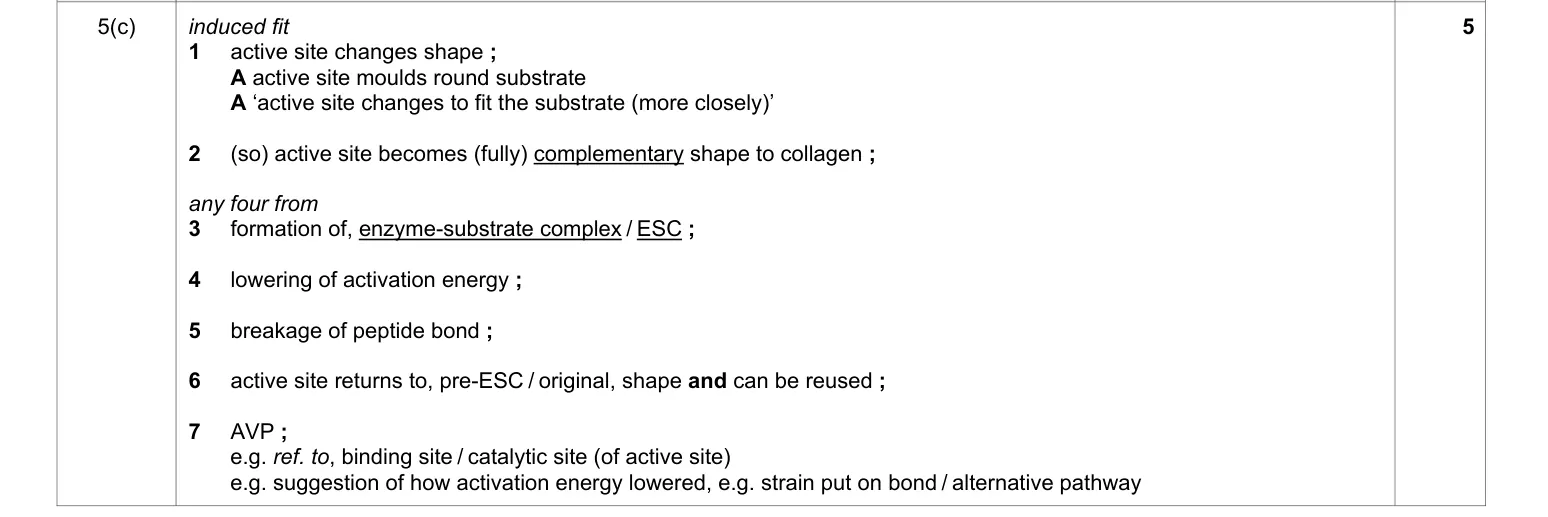 5(c) induced fit 5
1 active site changes shape ;
A active site moulds round substrate
A ‘active site changes to fit the substrate (more closely)’
2 (so) active site becomes (fully) complementary shape to collagen ;
any four from
3 formation of, enzyme-substrate complex / ESC ;
4 lowering of activation energy ;
5 breakage of peptide bond ;
6 active site returns to, pre-ESC / original, shape and can be reused ;
7 AVP ;
e.g. ref. to, binding site / catalytic site (of active site)
e.g. suggestion of how activation energy lowered, e.g. strain put on bond / alternative pathway